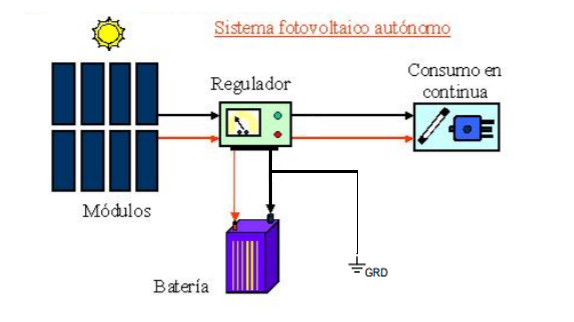 Sistema fotovoltaico autónomo
Regulador
Consumo en
continua
Módulos
GRD
Batería